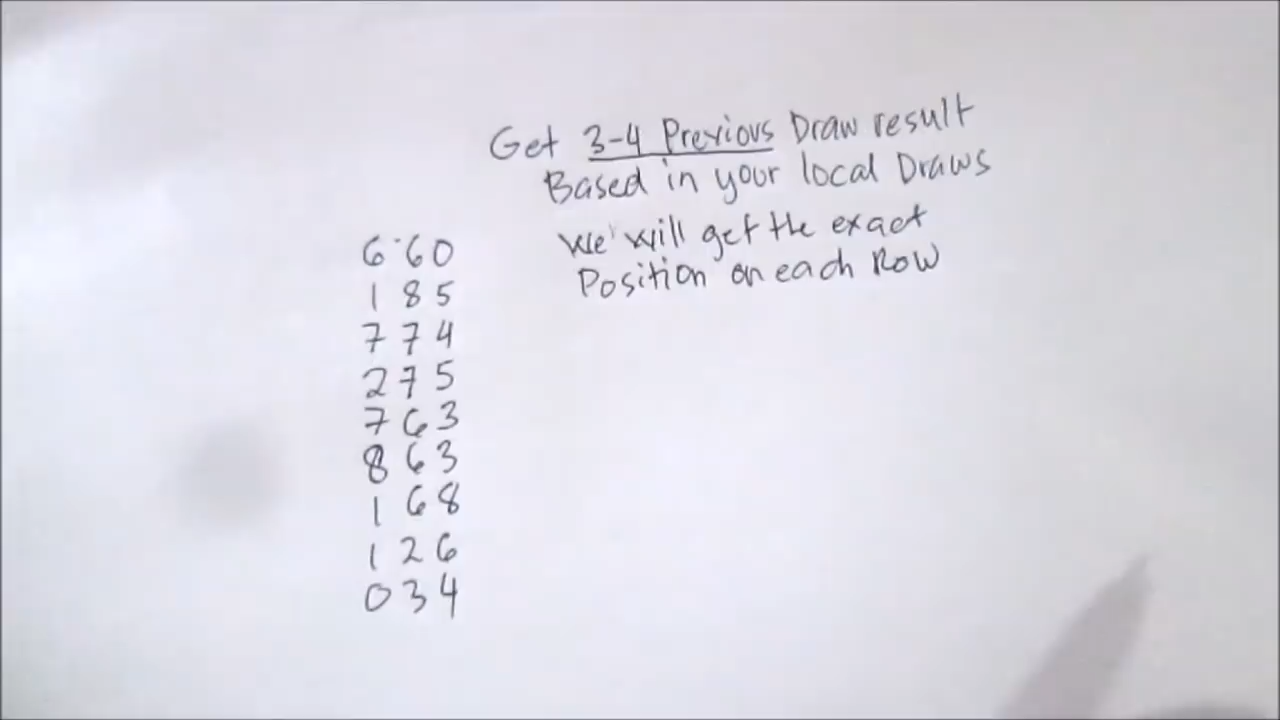 Get 3-4 Previous Draw result
Based in your local Draws
We will get the exact
Position on each Row
6 60
1 8 5
7 7 4
2 7 5
7 6 3
8 6 3
1 6 8
1 2 6
0 3 4